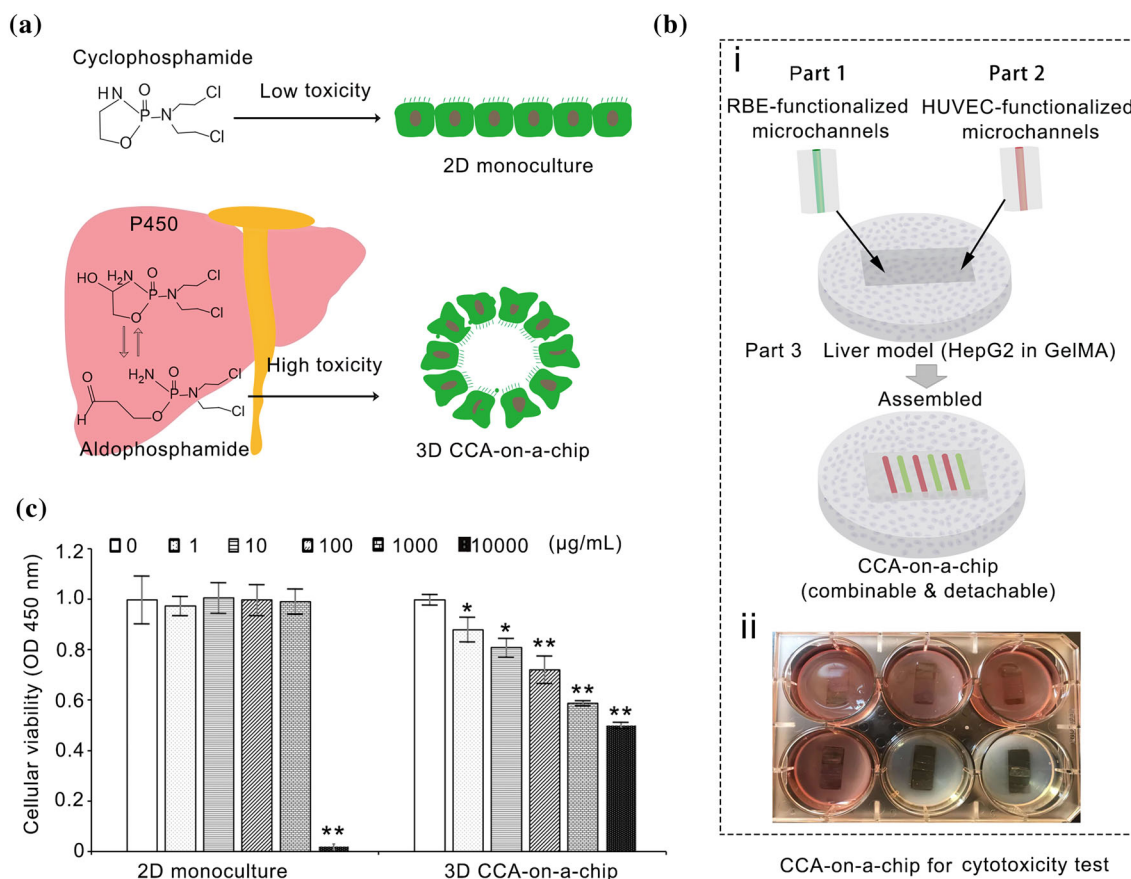 (a)
Cyclophosphamide
HN
O
P
N
O
Cl
Cl
Low toxicity
2D monoculture
P450
HO
H₂N
O
P
N
O
Cl
Cl
O
H
H₂N
O
P
N
O
Cl
Cl
Aldophosphamide
High toxicity
3D CCA-on-a-chip
(b)
i
Part 1
RBE-functionalized
microchannels
Part 2
HUVEC-functionalized
microchannels
Part 3 Liver model (HepG2 in GelMA)
Assembled
CCA-on-a-chip
(combinable & detachable)
ii
CCA-on-a-chip for cytotoxicity test
(c)
0 1 10 100 1000 10000 (μg/mL)
Cellular viability (OD 450 nm)
1.2
1.0
0.8
0.6
0.4
0.2
0
**
*
*
**
**
**
2D monoculture
3D CCA-on-a-chip